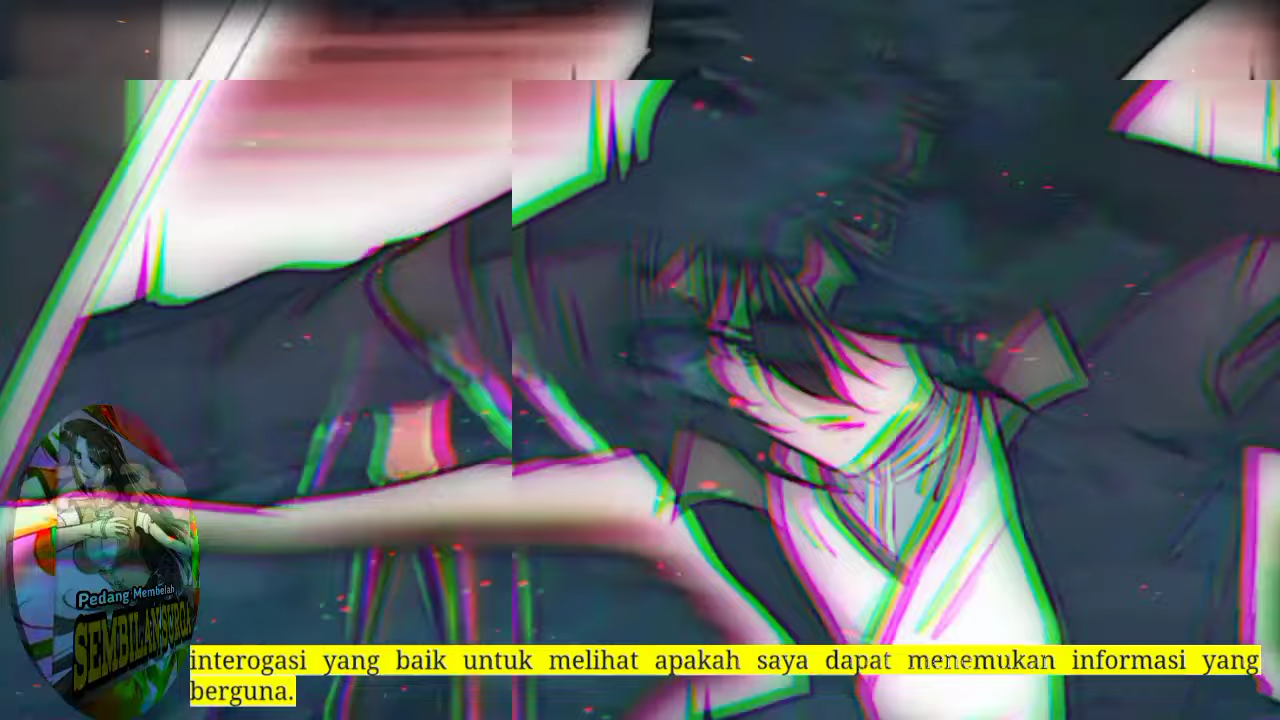 Pedang Membelah
SEMBILAN SURGA
interogasi yang baik untuk melihat apakah saya dapat menemukan informasi yang
berguna.